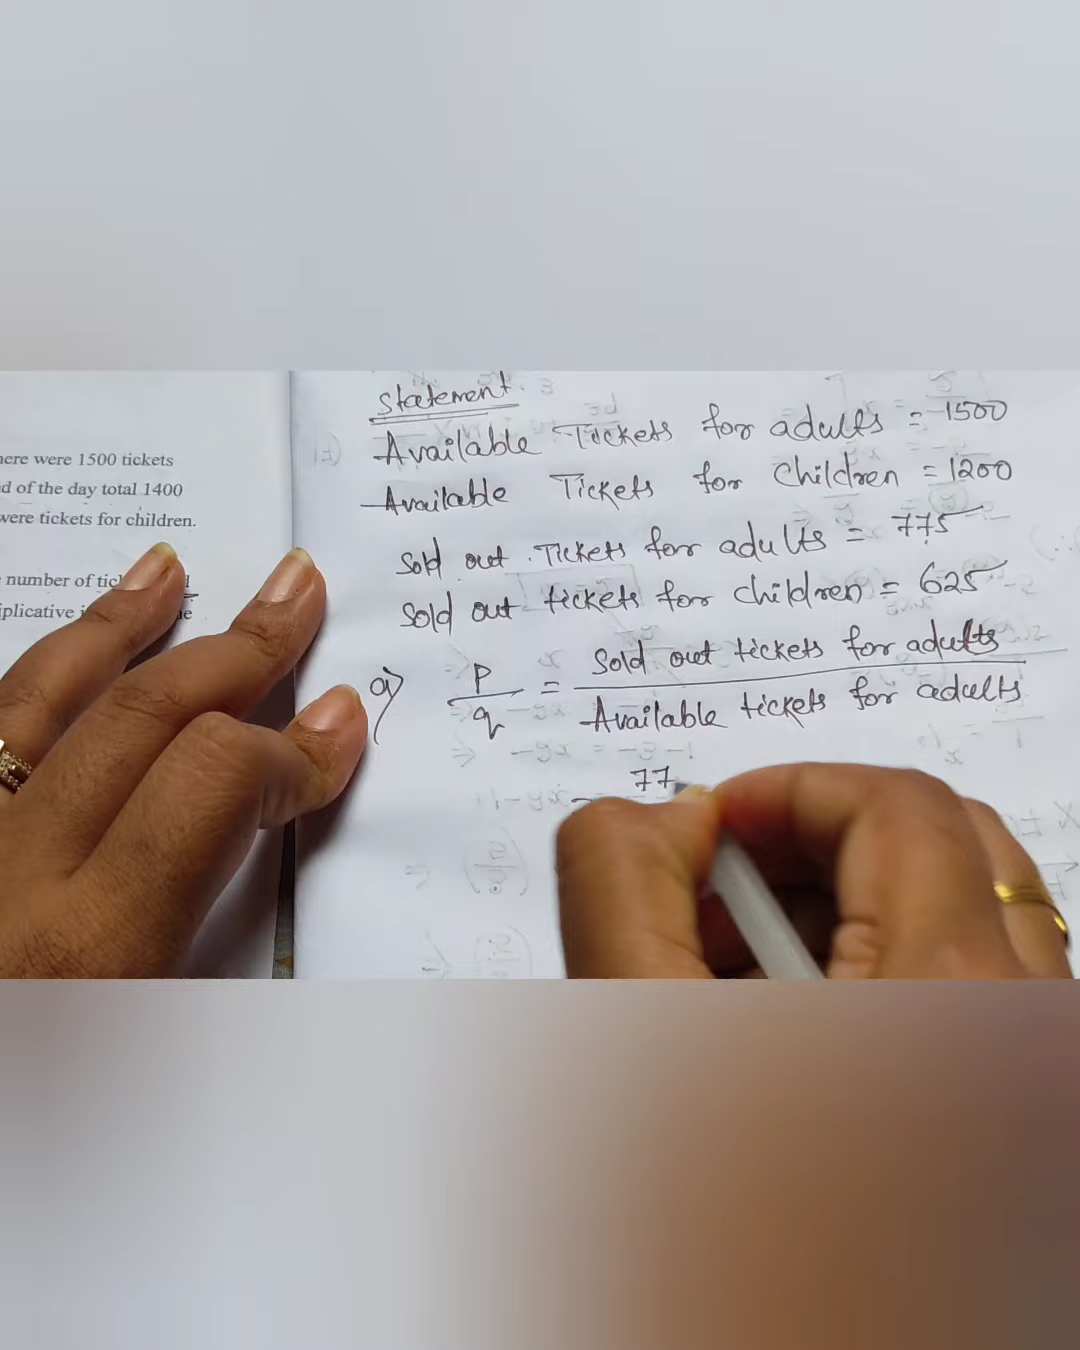 here were 1500 tickets
d of the day total 1400
were tickets for children.
number of
iplicative
Statement.
Available Tickets for adults = 1500
Available Tickets for Children = 1200
Sold out Tickets for adults = 775
Sold out tickets for children = 625
a) p/q = Sold out tickets for adults / Available tickets for adults
77